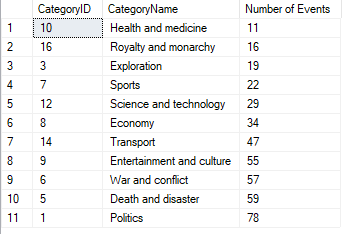 CategoryID CategoryName Number of Events
1 10 Health and medicine 11
2 16 Royalty and monarchy 16
3 3 Exploration 19
4 7 Sports 22
5 12 Science and technology 29
6 8 Economy 34
7 14 Transport 47
8 9 Entertainment and culture 55
9 6 War and conflict 57
10 5 Death and disaster 59
11 1 Politics 78